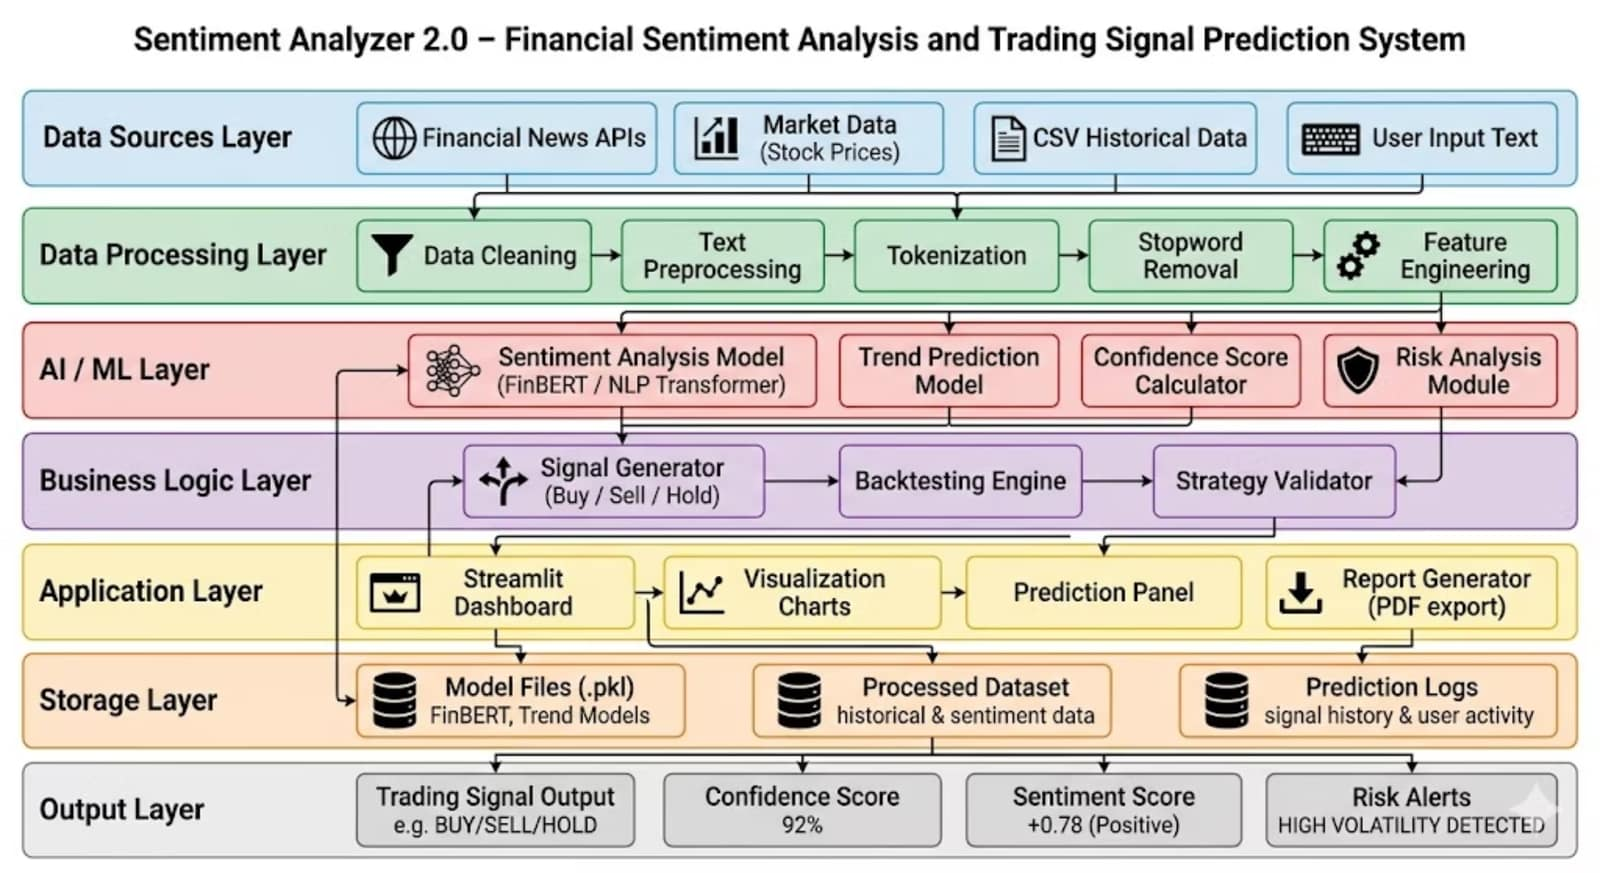 Sentiment Analyzer 2.0 – Financial Sentiment Analysis and Trading Signal Prediction System
Data Sources Layer
Financial News APIs
Market Data
(Stock Prices)
CSV Historical Data
User Input Text
Data Processing Layer
Data Cleaning
Text
Preprocessing
Tokenization
Stopword
Removal
Feature
Engineering
AI / ML Layer
Sentiment Analysis Model
(FinBERT / NLP Transformer)
Trend Prediction
Model
Confidence Score
Calculator
Risk Analysis
Module
Business Logic Layer
Signal Generator
(Buy / Sell / Hold)
Backtesting Engine
Strategy Validator
Application Layer
Streamlit
Dashboard
Visualization
Charts
Prediction Panel
Report Generator
(PDF export)
Storage Layer
Model Files (.pkl)
FinBERT, Trend Models
Processed Dataset
historical & sentiment data
Prediction Logs
signal history & user activity
Output Layer
Trading Signal Output
e.g. BUY/SELL/HOLD
Confidence Score
92%
Sentiment Score
+0.78 (Positive)
Risk Alerts
HIGH VOLATILITY DETECTED